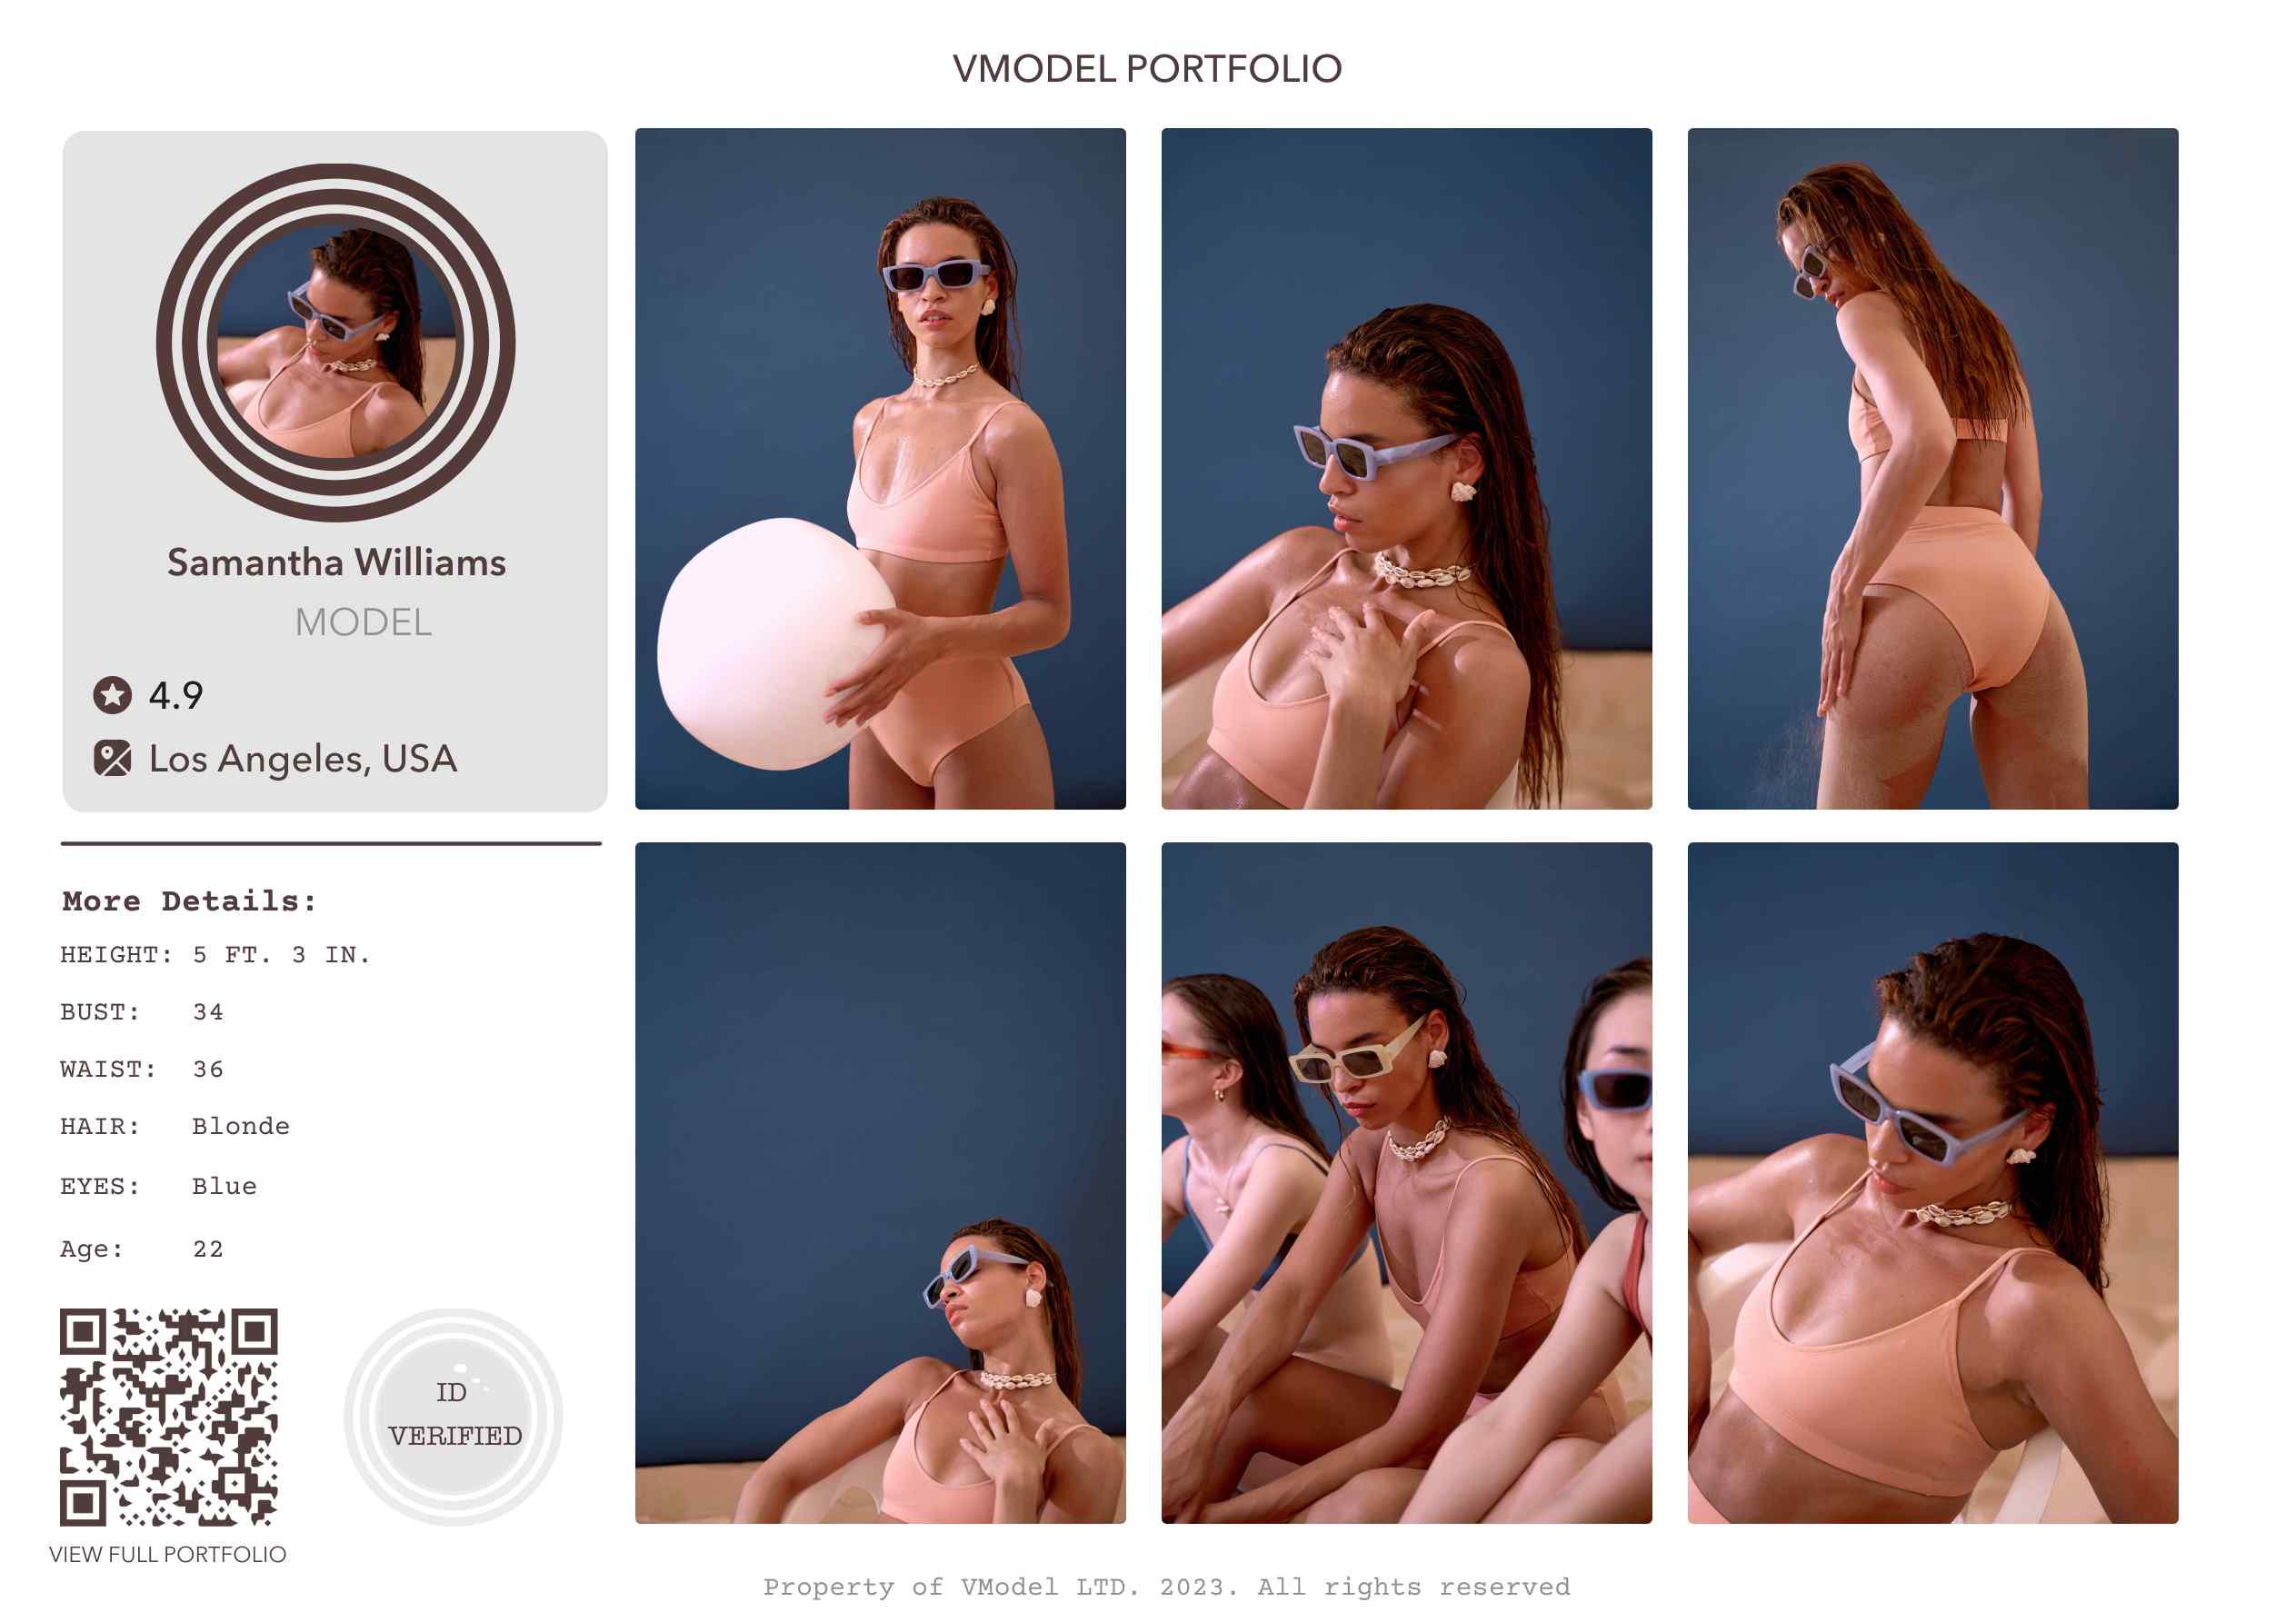 VMODEL PORTFOLIO
Samantha Williams
MODEL
4.9
Los Angeles, USA
More Details:
HEIGHT: 5 FT. 3 IN.
BUST: 34
WAIST: 36
HAIR: Blonde
EYES: Blue
Age: 22
ID
VERIFIED
VIEW FULL PORTFOLIO
Property of VModel LTD. 2023. All rights reserved